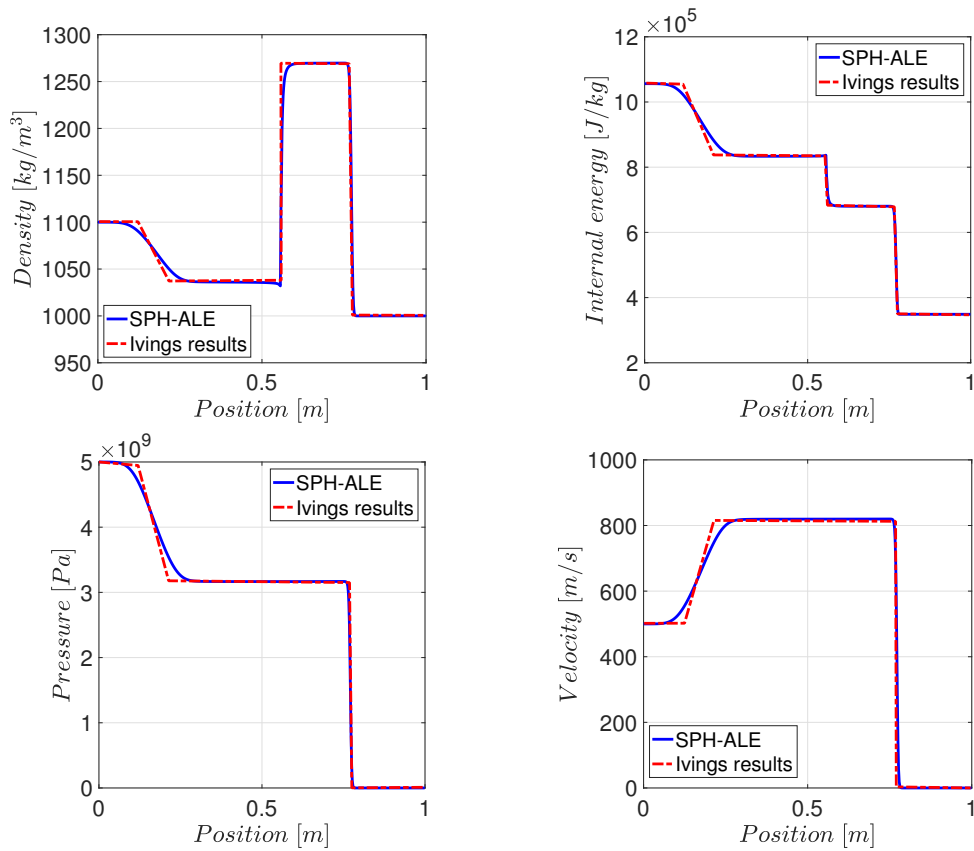 1300
1250
1200
1150
1100
1050
1000
950
Density [kg/m³]
SPH-ALE
Ivings results
0 0.5 1
Position [m]
×10⁵
12
10
8
6
4
2
Internal energy [J/kg]
SPH-ALE
Ivings results
0 0.5 1
Position [m]
×10⁹
5
4
3
2
1
0
Pressure [Pa]
SPH-ALE
Ivings results
0 0.5 1
Position [m]
1000
800
600
400
200
0
Velocity [m/s]
SPH-ALE
Ivings results
0 0.5 1
Position [m]